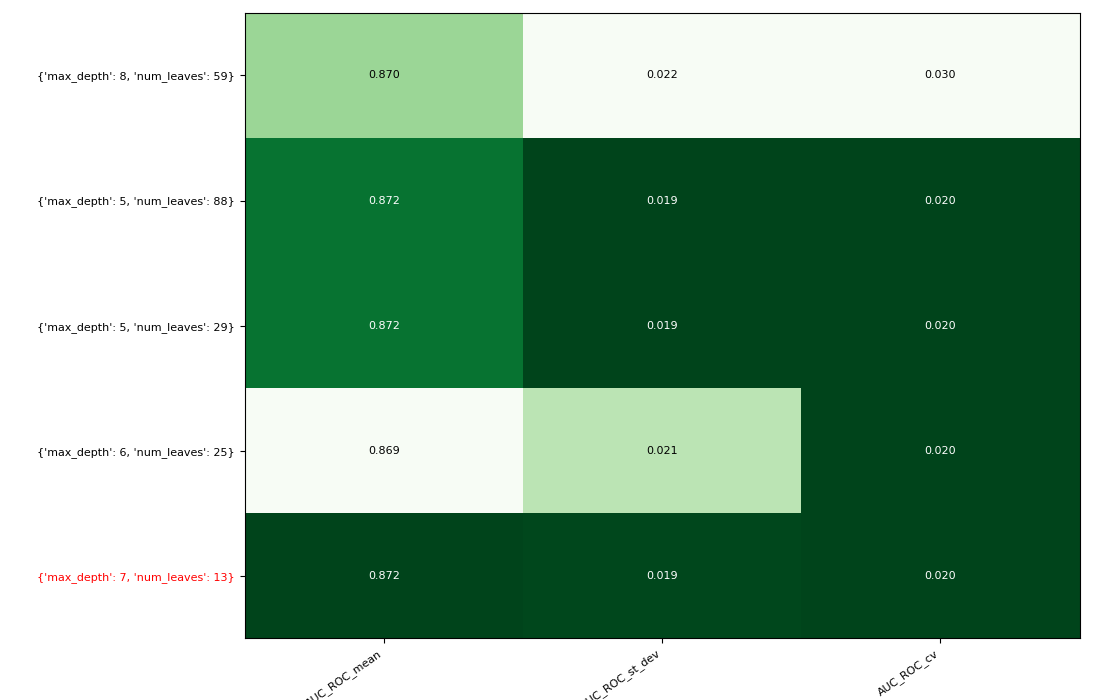 {'max_depth': 8, 'num_leaves': 59} 0.870 0.022 0.030
{'max_depth': 5, 'num_leaves': 88} 0.872 0.019 0.020
{'max_depth': 5, 'num_leaves': 29} 0.872 0.019 0.020
{'max_depth': 6, 'num_leaves': 25} 0.869 0.021 0.020
{'max_depth': 7, 'num_leaves': 13} 0.872 0.019 0.020
UC_ROC_mean UC_ROC_st_dev AUC_ROC_cv